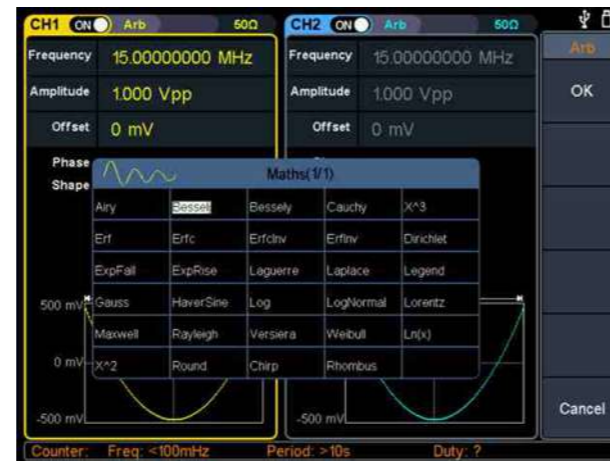 CH1 ON Arb 50Ω CH2 ON Arb 50Ω
Arb
Frequency 15.00000000 MHz Frequency 15.00000000 MHz
Amplitude 1.000 Vpp Amplitude 1.000 Vpp
OK
Offset 0 mV Offset 0 mV
Phase
Shape
Maths(1/1)
Airy Besselj Bessely Cauchy X^3
Erf Erfc ErfcInv ErfInv Dirichlet
ExpFall ExpRise Laguerre Laplace Legend
500 mV Gauss HaverSine Log LogNormal Lorentz
Maxwell Rayleigh Versiera Weibull Ln(x)
0 mV X^2 Round Chirp Rhombus
-500 mV -500 mV
Cancel
Counter: Freq: <100mHz Period: >10s Duty: ?